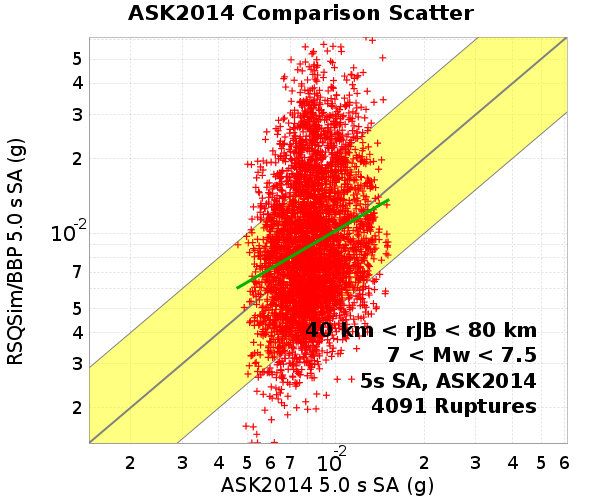 ASK2014 Comparison Scatter
RSQSim/BBP 5.0 s SA (g)
5
4
3
2
10-2
7
5
4
3
2
40 km < rJB < 80 km
7 < Mw < 7.5
5s SA, ASK2014
4091 Ruptures
2 3 4 5 6 7 10-2 2 3 4 5 6
ASK2014 5.0 s SA (g)